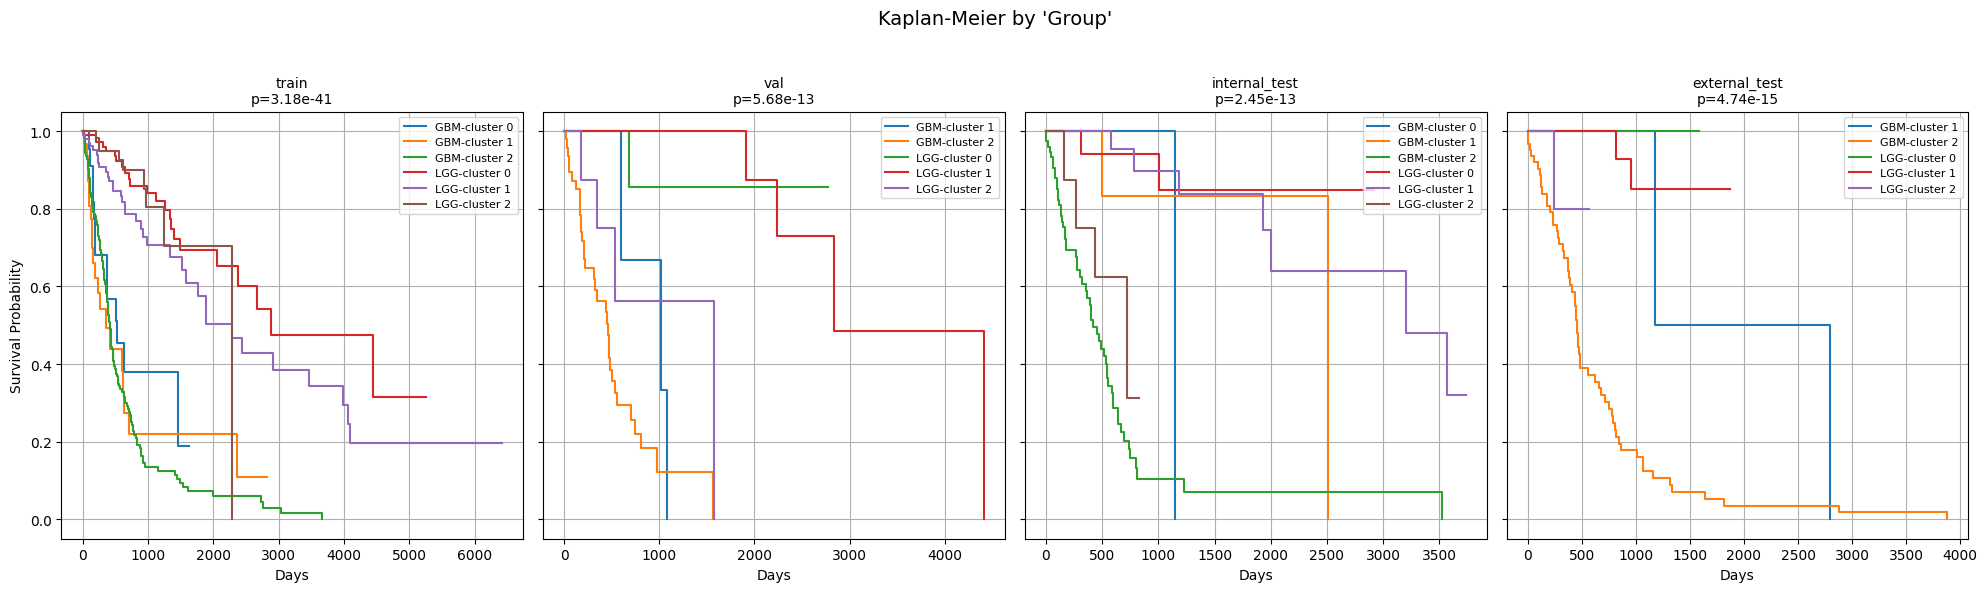 Kaplan-Meier by 'Group'
train
p=3.18e-41
GBM-cluster 0
GBM-cluster 1
GBM-cluster 2
LGG-cluster 0
LGG-cluster 1
LGG-cluster 2
Survival Probability
1.0
0.8
0.6
0.4
0.2
0.0
0 1000 2000 3000 4000 5000 6000
Days
val
p=5.68e-13
GBM-cluster 1
GBM-cluster 2
LGG-cluster 0
LGG-cluster 1
LGG-cluster 2
0 1000 2000 3000 4000
Days
internal_test
p=2.45e-13
GBM-cluster 0
GBM-cluster 1
GBM-cluster 2
LGG-cluster 0
LGG-cluster 1
LGG-cluster 2
0 500 1000 1500 2000 2500 3000 3500
Days
external_test
p=4.74e-15
GBM-cluster 1
GBM-cluster 2
LGG-cluster 0
LGG-cluster 1
LGG-cluster 2
0 500 1000 1500 2000 2500 3000 3500 4000
Days